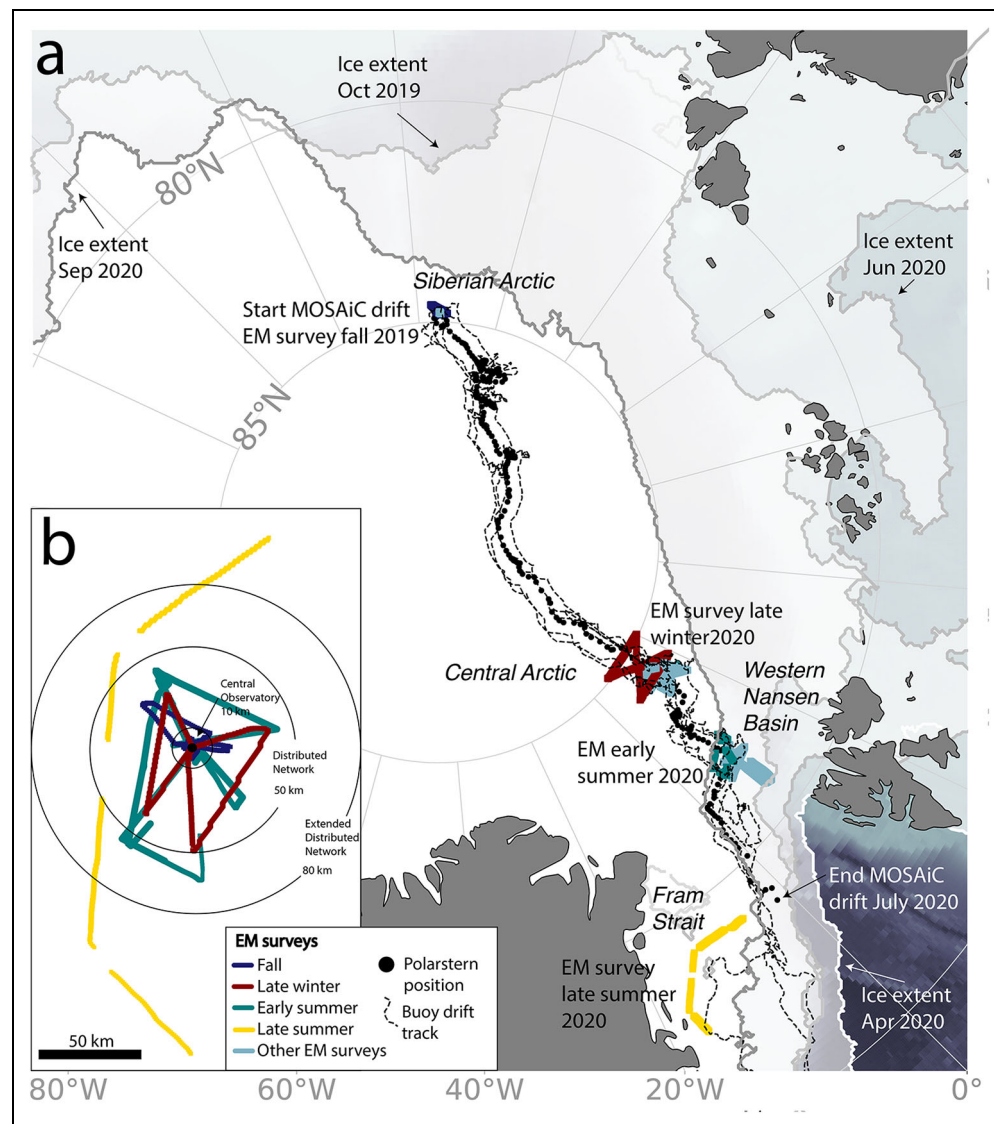 a
Ice extent
Oct 2019
80°N
Ice extent
Sep 2020
Ice extent
Jun 2020
Siberian Arctic
Start MOSAiC drift
EM survey fall 2019
85°N
EM survey late
winter2020
Central Arctic
Western
Nansen
Basin
EM early
summer 2020
End MOSAiC
drift July 2020
Fram
Strait
EM survey
late summer
2020
Ice extent
Apr 2020
b
Central
Observatory
10 km
Distributed
Network
50 km
Extended
Distributed
Network
80 km
EM surveys
Fall
Late winter
Early summer
Late summer
Other EM surveys
Polarstern
position
Buoy drift
track
50 km
80°W
60°W
40°W
20°W
0°